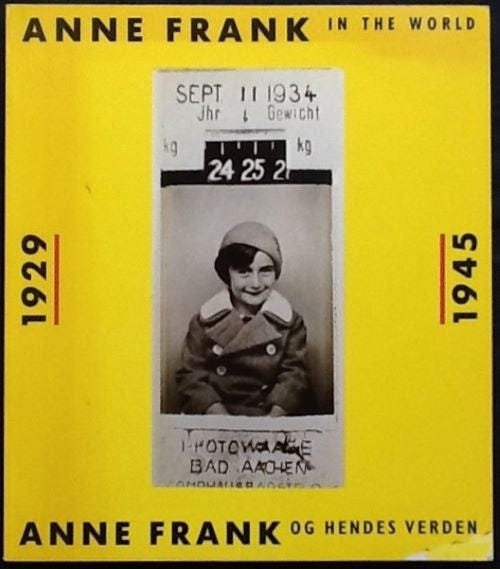 ANNE FRANK IN THE WORLD
SEPT 11 1934
Jhr Gewicht
kg kg
24 25 2
1929
1945
BAD AACHEN
ANNE FRANK OG HENDES VERDEN